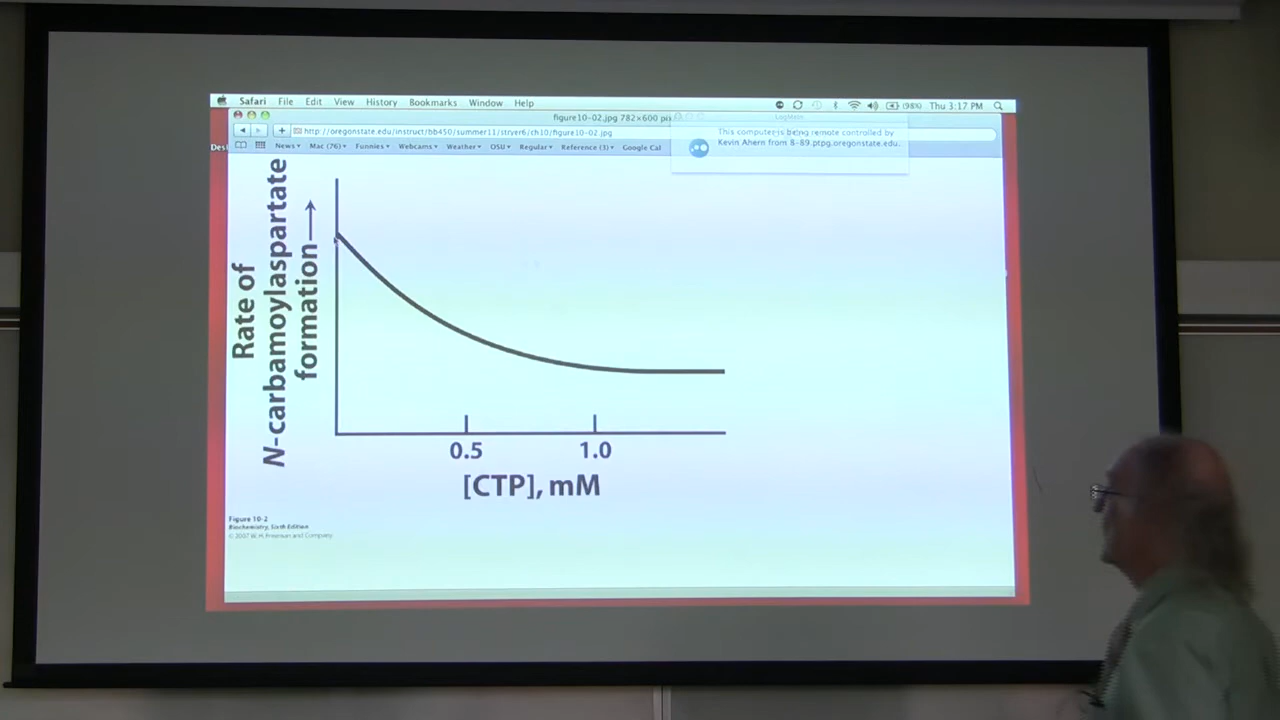 Safari File Edit View History Bookmarks Window Help (98%) Thu 3:17 PM
figure10-02.jpg 782×600 pix
LogMeIn
http://oregonstate.edu/instruct/bb450/summer11/stryer6/ch10/figure10-02.jpg
This computer is being remote controlled by
Kevin Ahern from 8-89.ptpg.oregonstate.edu.
News Mac (76) Funnies Webcams Weather OSU Regular Reference (3) Google Cal
Rate of
N-carbamoylaspartate
formation
0.5 1.0
[CTP], mM
Figure 10-2
Biochemistry, Sixth Edition
© 2007 W. H. Freeman and Company